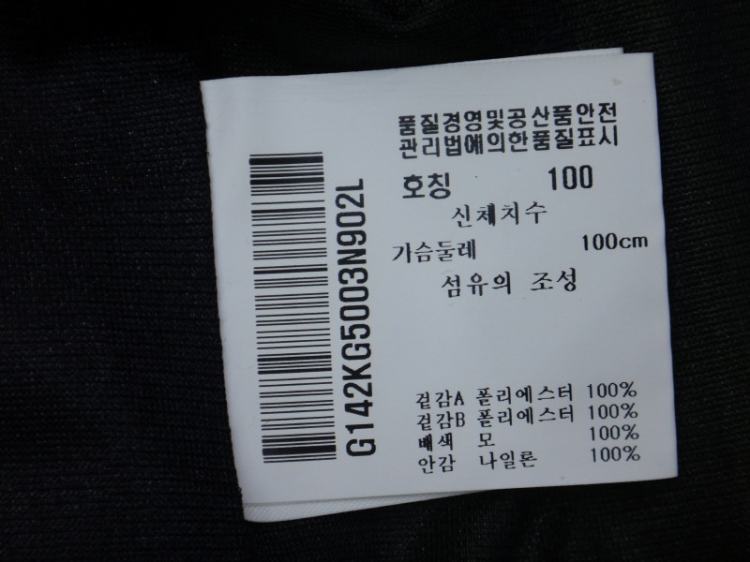 품질경영및공산품안전
관리법에의한품질표시
호칭 100
신체치수
가슴둘레 100cm
섬유의 조성
겉감A 폴리에스터 100%
겉감B 폴리에스터 100%
배색 모 100%
안감 나일론 100%
G142KG5003N902L